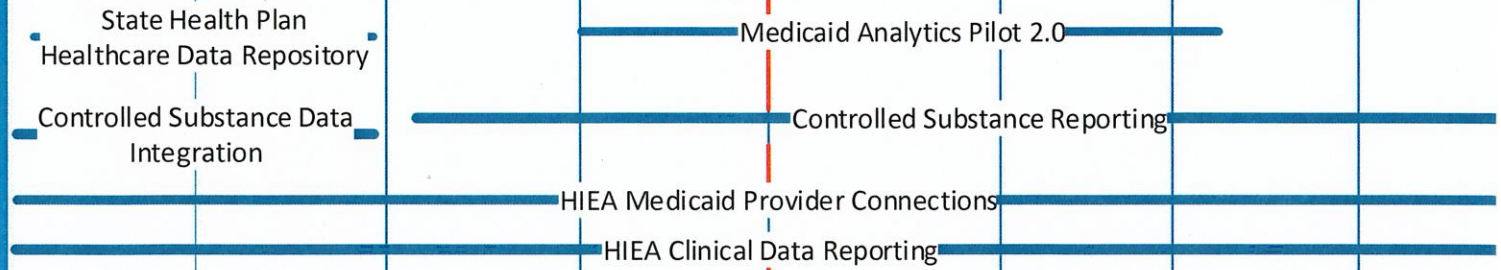 State Health Plan
Healthcare Data Repository
Medicaid Analytics Pilot 2.0
Controlled Substance Data
Integration
Controlled Substance Reporting
HIEA Medicaid Provider Connections
HIEA Clinical Data Reporting